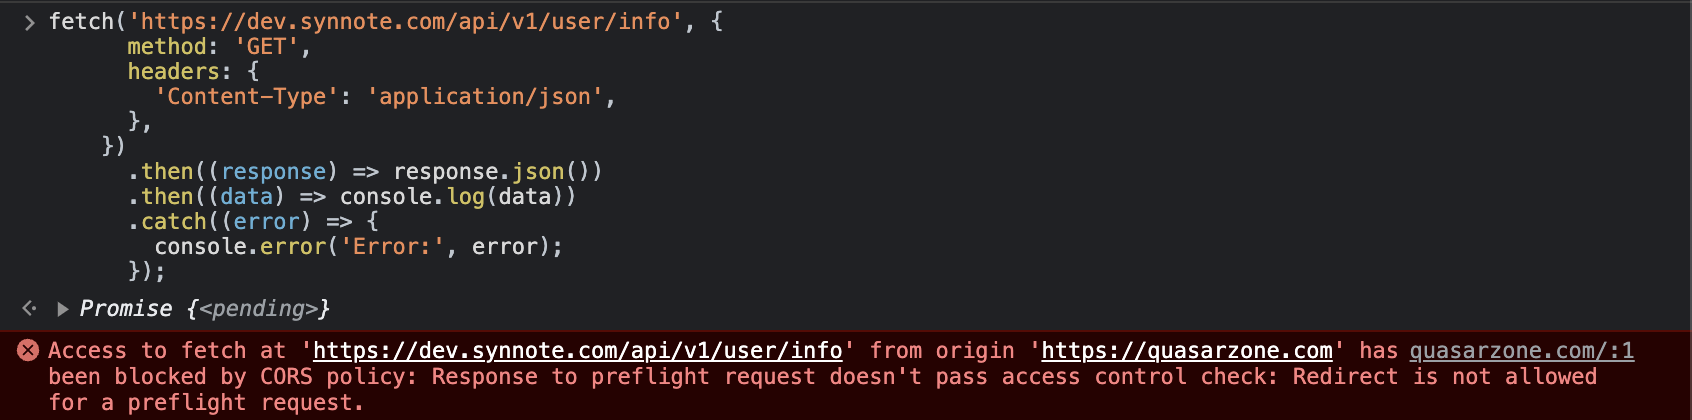 > fetch('https://dev.synnote.com/api/v1/user/info', {
      method: 'GET',
      headers: {
        'Content-Type': 'application/json',
      },
    })
      .then((response) => response.json())
      .then((data) => console.log(data))
      .catch((error) => {
        console.error('Error:', error);
      });
Promise {<pending>}
Access to fetch at 'https://dev.synnote.com/api/v1/user/info' from origin 'https://quasarzone.com' has quasarzone.com/:1
been blocked by CORS policy: Response to preflight request doesn't pass access control check: Redirect is not allowed
for a preflight request.